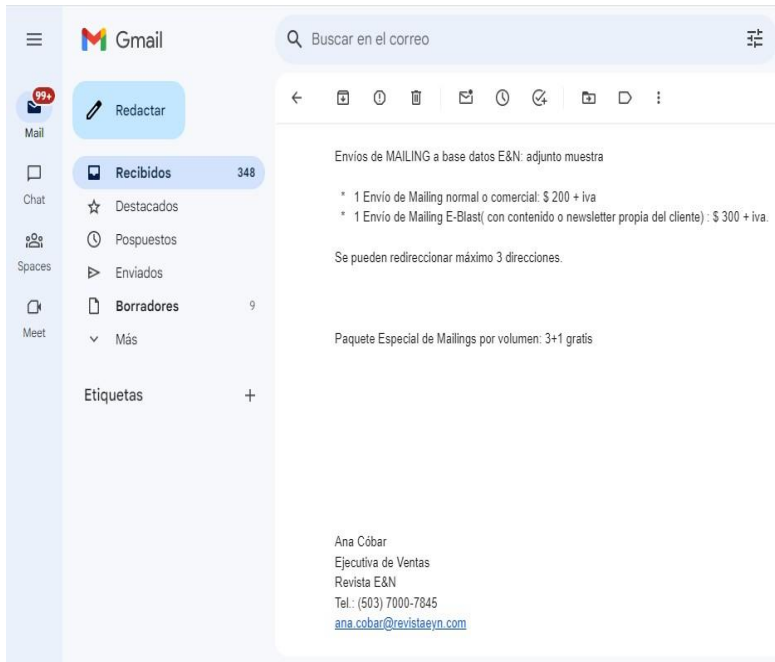 Gmail
Buscar en el correo
99+
Mail
Chat
Spaces
Meet
Redactar
Recibidos 348
Destacados
Pospuestos
Enviados
Borradores 9
Más
Etiquetas +
Envíos de MAILING a base datos E&N: adjunto muestra
* 1 Envío de Mailing normal o comercial: $ 200 + iva
* 1 Envío de Mailing E-Blast( con contenido o newsletter propia del cliente) : $ 300 + iva.
Se pueden redireccionar máximo 3 direcciones.
Paquete Especial de Mailings por volumen: 3+1 gratis
Ana Cóbar
Ejecutiva de Ventas
Revista E&N
Tel.: (503) 7000-7845
ana.cobar@revistaeyn.com